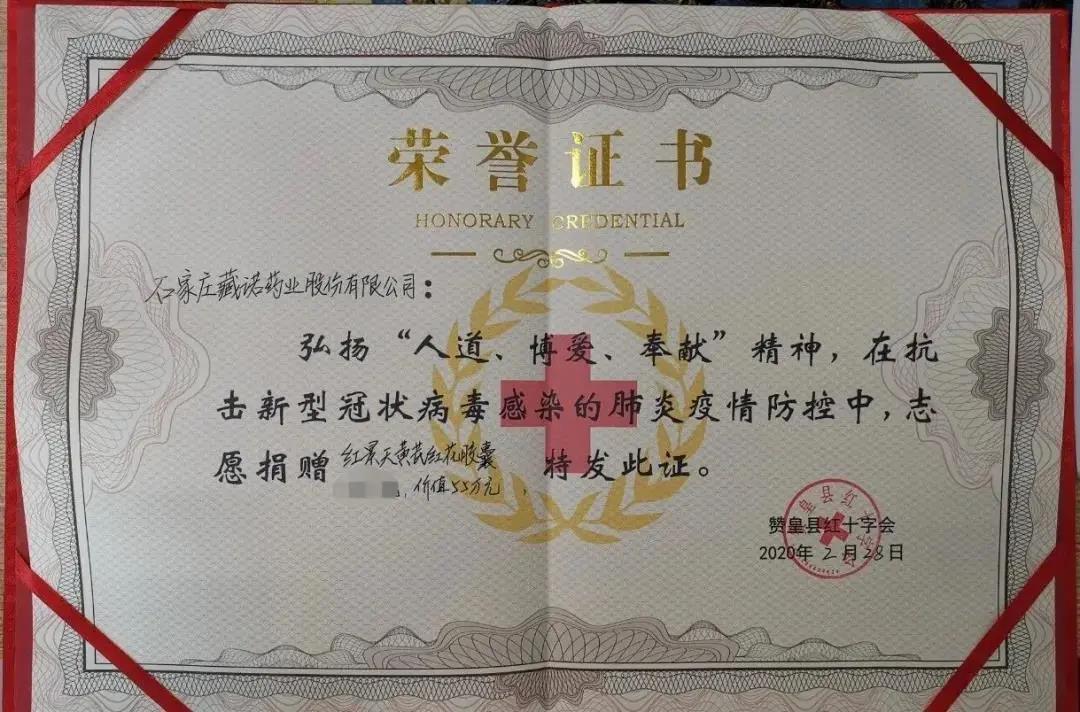 荣誉证书
HONORARY CREDENTIAL
石家庄藏诺药业股份有限公司：
弘扬“人道、博爱、奉献”精神，在抗
击新型冠状病毒感染的肺炎疫情防控中，志
愿捐赠红景天黄芪红花胶囊
，价值55万元，特发此证。
赞皇县红十字会
2020年2月28日